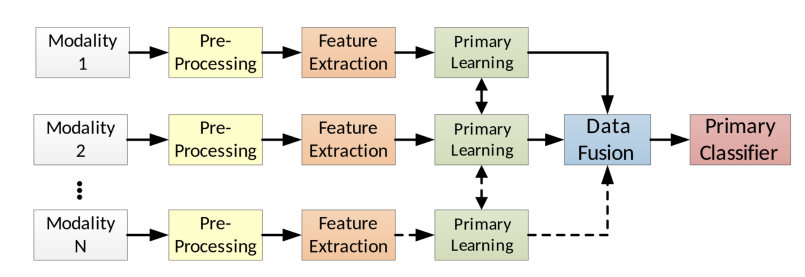 Modality
1
Pre-
Processing
Feature
Extraction
Primary
Learning
Modality
2
Pre-
Processing
Feature
Extraction
Primary
Learning
Data
Fusion
Primary
Classifier
Modality
N
Pre-
Processing
Feature
Extraction
Primary
Learning